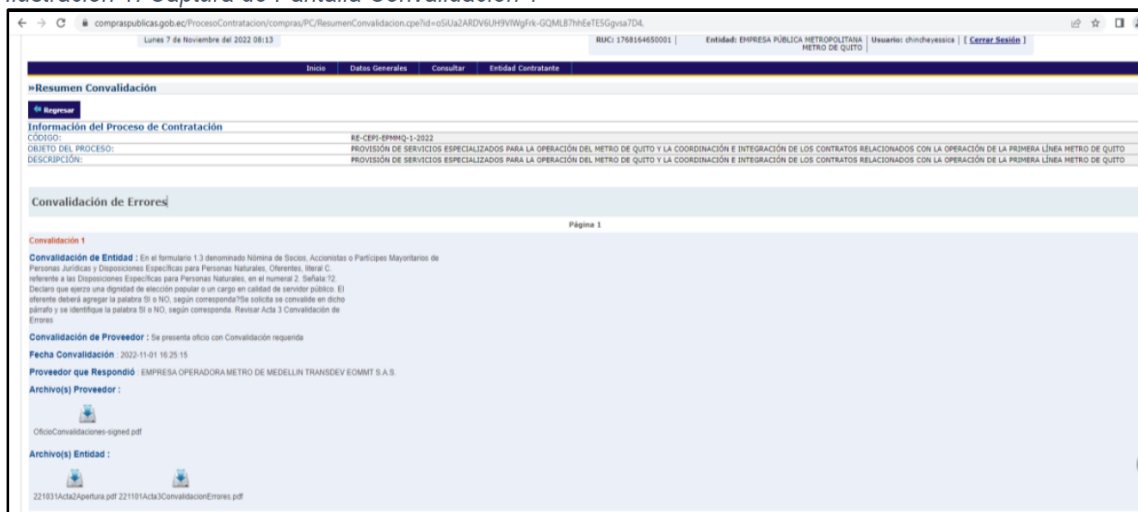 compraspublicas.gob.ec/ProcesoContratacion/compras/PC/ResumenConvalidacion.cpe?id=
Lunes 7 de Noviembre del 2022 08:13
RUC: 1768164650001 | Entidad: EMPRESA PÚBLICA METROPOLITANA METRO DE QUITO | Usuario: chincheyessica | [ Cerrar Sesión ]
Inicio Datos Generales Consultar Entidad Contratante
»Resumen Convalidación
Regresar
Información del Proceso de Contratación
CÓDIGO: RE-CEPI-EPMMQ-1-2022
OBJETO DEL PROCESO: PROVISIÓN DE SERVICIOS ESPECIALIZADOS PARA LA OPERACIÓN DEL METRO DE QUITO Y LA COORDINACIÓN E INTEGRACIÓN DE LOS CONTRATOS RELACIONADOS CON LA OPERACIÓN DE LA PRIMERA LÍNEA METRO DE QUITO
DESCRIPCIÓN: PROVISIÓN DE SERVICIOS ESPECIALIZADOS PARA LA OPERACIÓN DEL METRO DE QUITO Y LA COORDINACIÓN E INTEGRACIÓN DE LOS CONTRATOS RELACIONADOS CON LA OPERACIÓN DE LA PRIMERA LÍNEA METRO DE QUITO
Convalidación de Errores
Página 1
Convalidación 1
Convalidación de Entidad : En el formulario 1.3 denominado Nómina de Socios, Accionistas o Partícipes Mayoritarios de
Personas Jurídicas y Disposiciones Específicas para Personas Naturales, Oferentes, literal C.
referente a las Disposiciones Específicas para Personas Naturales, en el numeral 2. Señala:?2.
Declaro que ejerzo una dignidad de elección popular o un cargo en calidad de servidor público. El
oferente deberá agregar la palabra SI o NO, según corresponda?Se solicita se convalide en dicho
párrafo y se identifique la palabra SI o NO, según corresponda. Revisar Acta 3 Convalidación de
Errores
Convalidación de Proveedor : Se presenta oficio con Convalidación requerida
Fecha Convalidación : 2022-11-01 16:25:15
Proveedor que Respondió : EMPRESA OPERADORA METRO DE MEDELLIN TRANSDEV EOMMT S.A.S.
Archivo(s) Proveedor :
OficioConvalidaciones-signed.pdf
Archivo(s) Entidad :
221031Acta2Apertura.pdf 221101Acta3ConvalidacionErrores.pdf